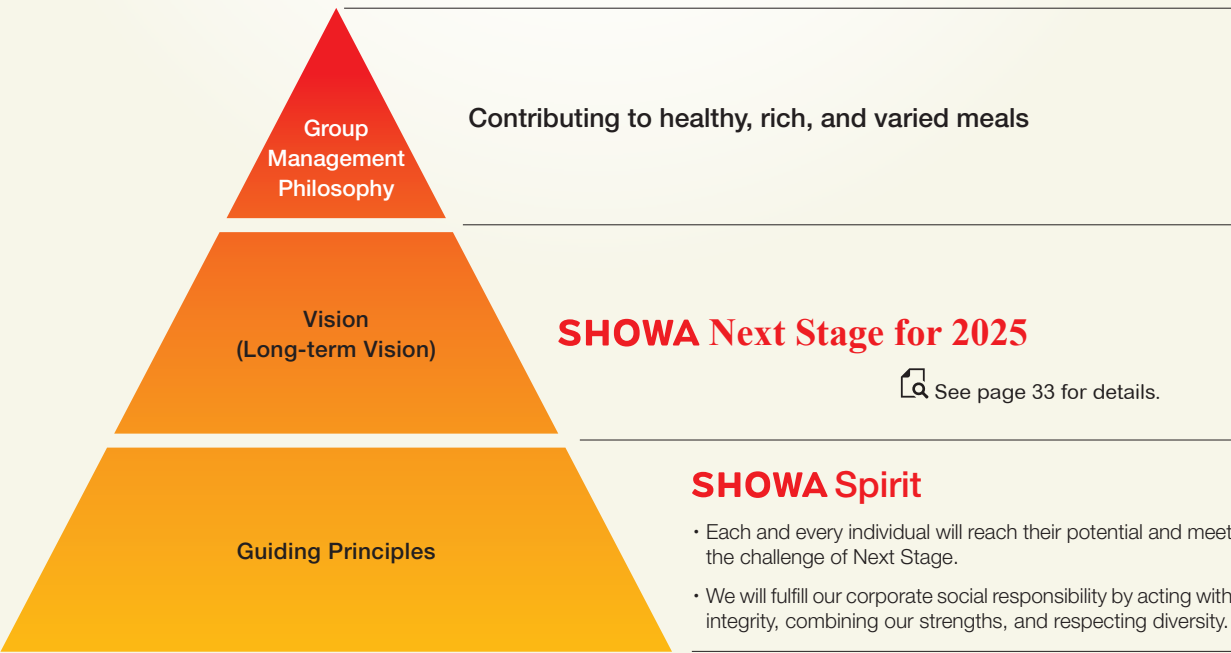 Group
Management
Philosophy
Contributing to healthy, rich, and varied meals
Vision
(Long-term Vision)
SHOWA Next Stage for 2025
See page 33 for details.
Guiding Principles
SHOWA Spirit
・Each and every individual will reach their potential and meet
the challenge of Next Stage.
・We will fulfill our corporate social responsibility by acting with
integrity, combining our strengths, and respecting diversity.